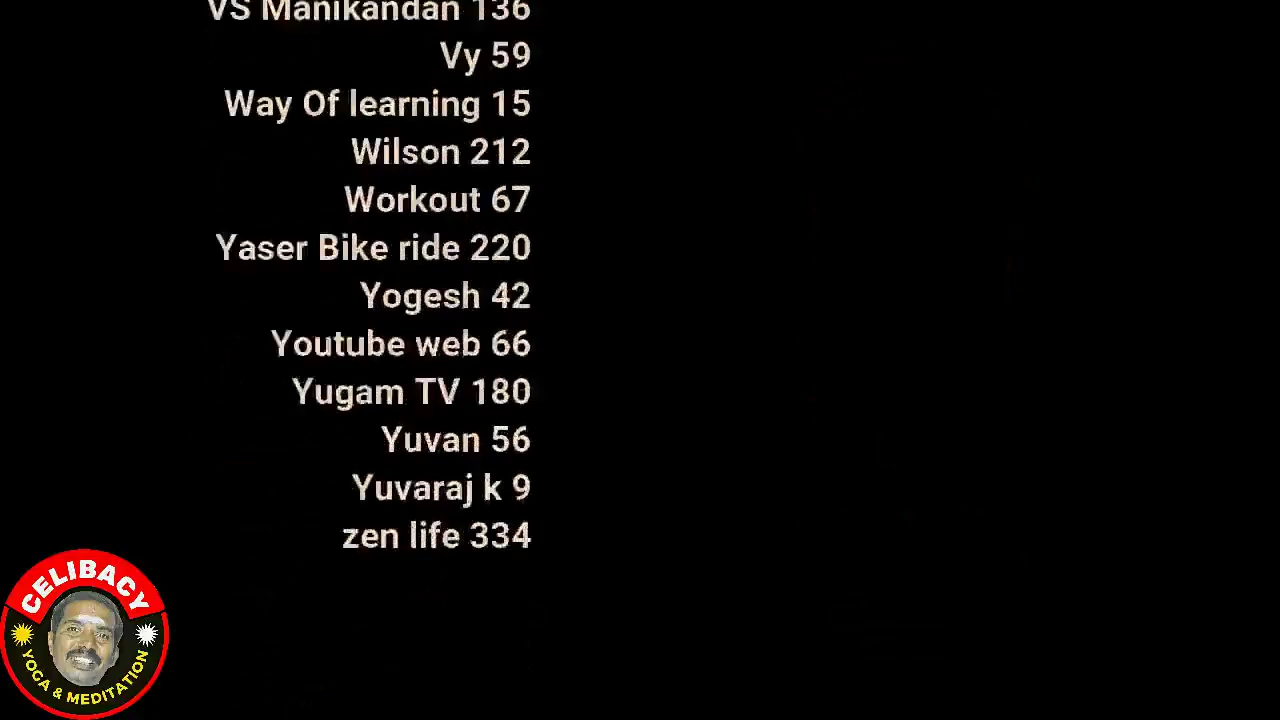 VS Manikandan 136
Vy 59
Way Of learning 15
Wilson 212
Workout 67
Yaser Bike ride 220
Yogesh 42
Youtube web 66
Yugam TV 180
Yuvan 56
Yuvaraj k 9
zen life 334
CELIBACY
YOGA & MEDITATION